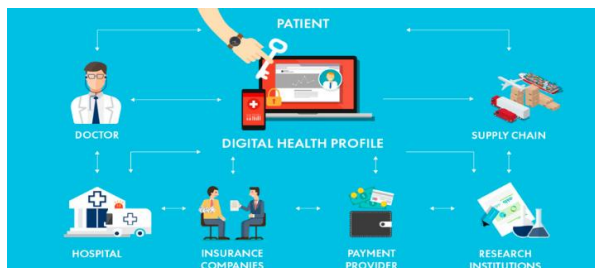 PATIENT
DOCTOR
SUPPLY CHAIN
DIGITAL HEALTH PROFILE
HOSPITAL
INSURANCE
COMPANIES
PAYMENT
PROVIDER
RESEARCH
INSTITUTIONS